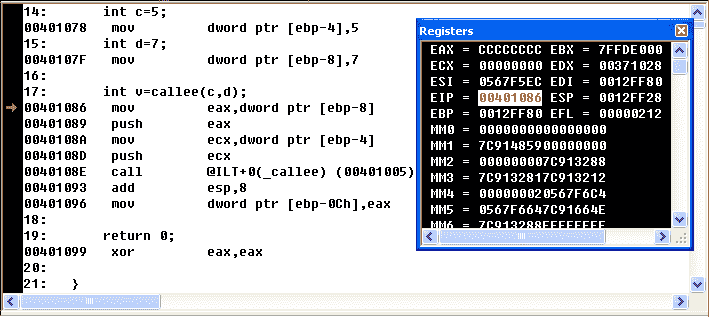 14:      int c=5;
00401078   mov         dword ptr [ebp-4],5
15:      int d=7;
0040107F   mov         dword ptr [ebp-8],7
16:
17:      int v=callee(c,d);
00401086   mov         eax,dword ptr [ebp-8]
00401089   push        eax
0040108A   mov         ecx,dword ptr [ebp-4]
0040108D   push        ecx
0040108E   call        @ILT+0(_callee) (00401005)
00401093   add         esp,8
00401096   mov         dword ptr [ebp-0Ch],eax
18:
19:      return 0;
00401099   xor         eax,eax
20:
21:   }
Registers
EAX = CCCCCCCC EBX = 7FFDE000
ECX = 00000000 EDX = 00371028
ESI = 0567F5EC EDI = 0012FF80
EIP = 00401086 ESP = 0012FF28
EBP = 0012FF80 EFL = 00000212
MM0 = 0000000000000000
MM1 = 7C91485900000000
MM2 = 000000007C913288
MM3 = 7C9132817C913212
MM4 = 000000020567F6C4
MM5 = 0567F6647C91664E
MM6 = 7C913288FFFFFFFF